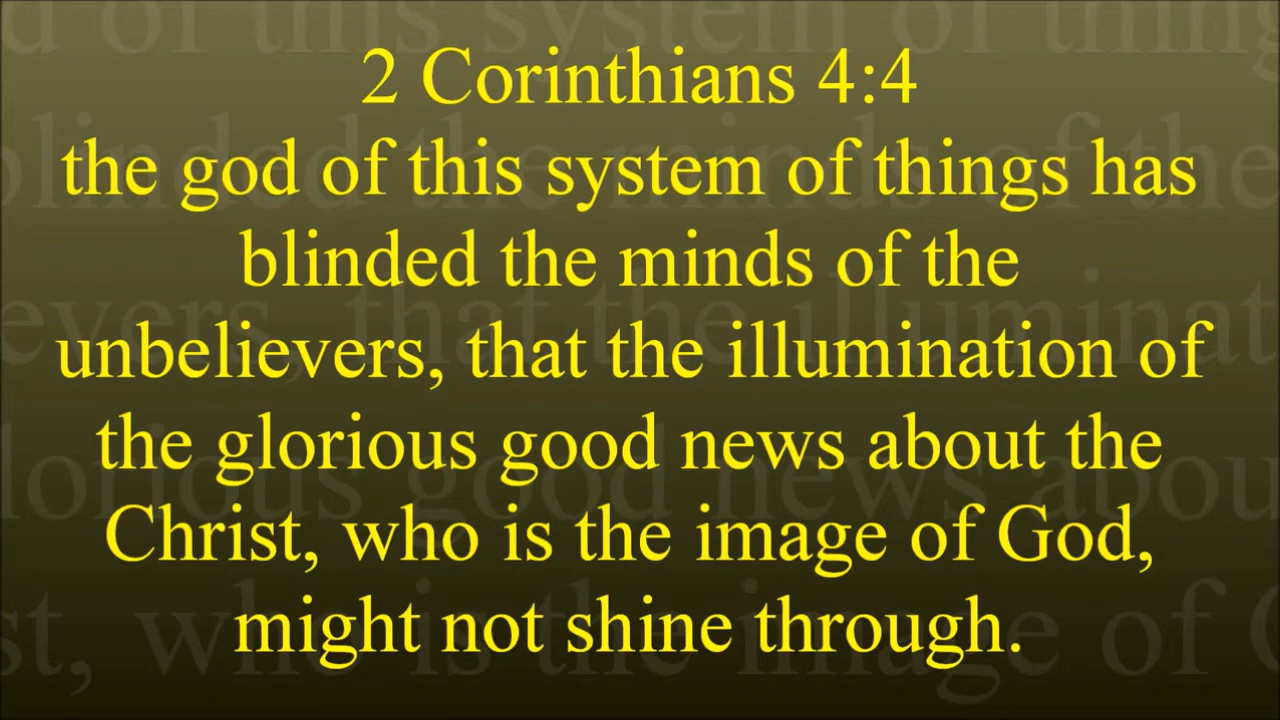 2 Corinthians 4:4
the god of this system of things has
blinded the minds of the
unbelievers, that the illumination of
the glorious good news about the
Christ, who is the image of God,
might not shine through.